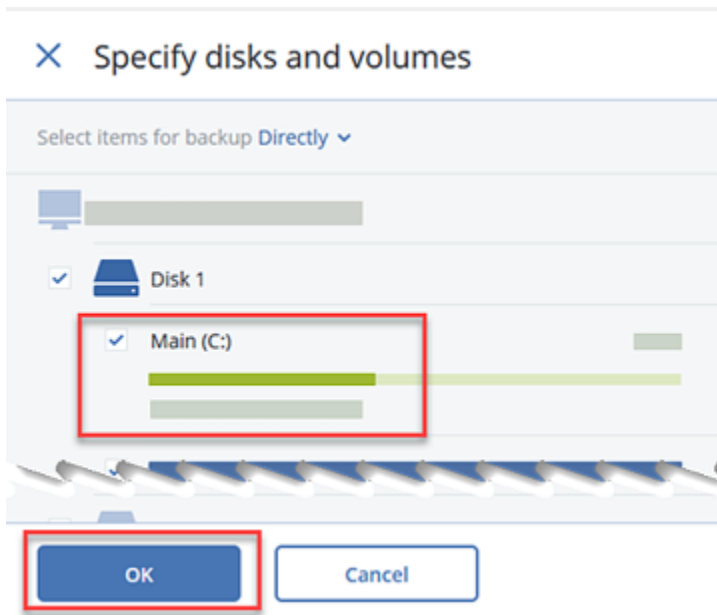 Specify disks and volumes
Select items for backup Directly
Disk 1
Main (C:)
OK
Cancel